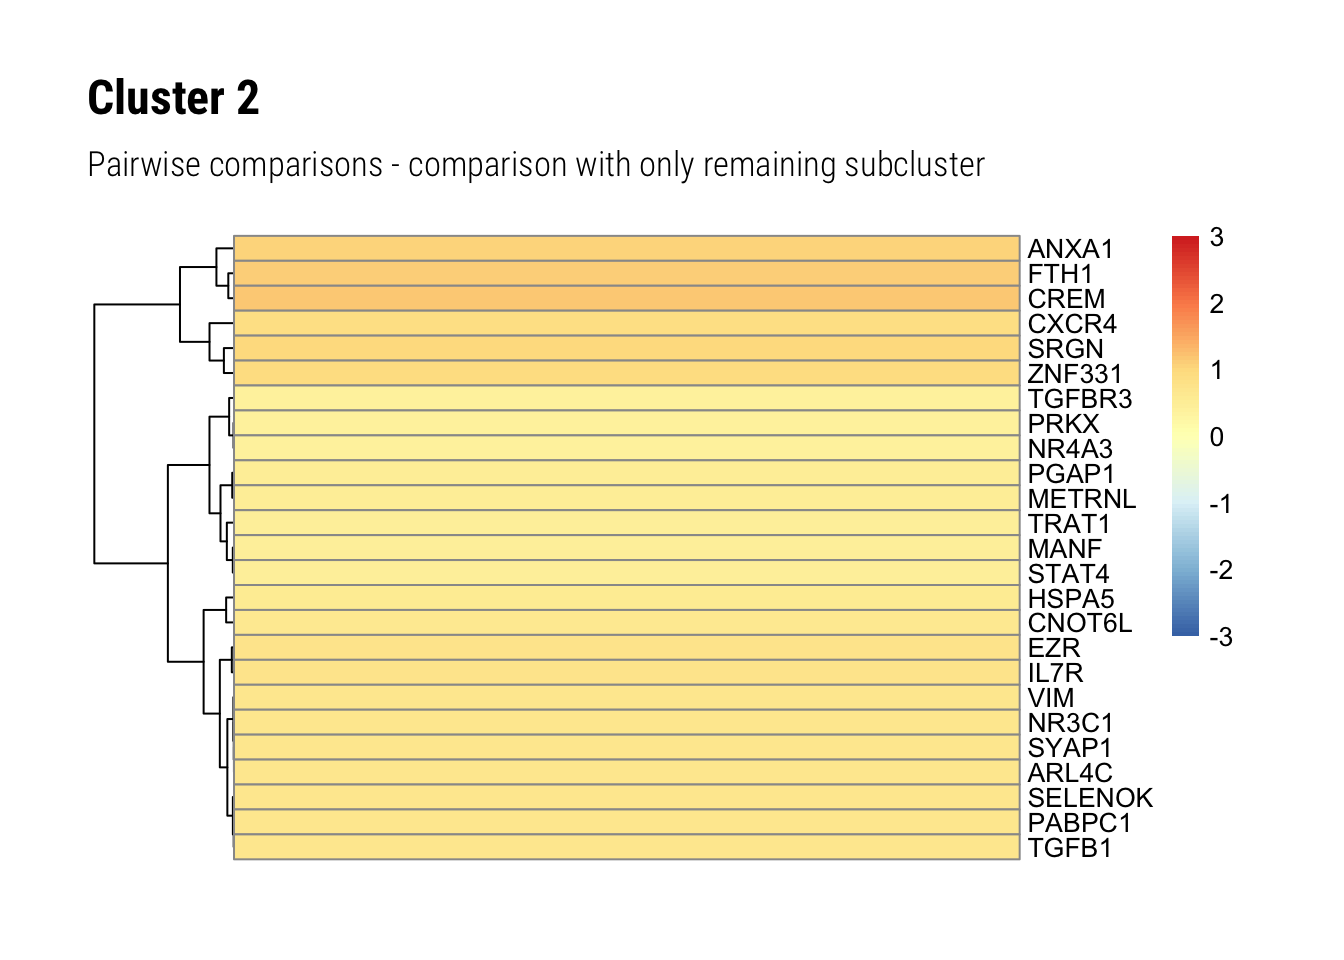 Cluster 2
Pairwise comparisons - comparison with only remaining subcluster
ANXA1
FTH1
CREM
CXCR4
SRGN
ZNF331
TGFBR3
PRKX
NR4A3
PGAP1
METRNL
TRAT1
MANF
STAT4
HSPA5
CNOT6L
EZR
IL7R
VIM
NR3C1
SYAP1
ARL4C
SELENOK
PABPC1
TGFB1
3
2
1
0
-1
-2
-3